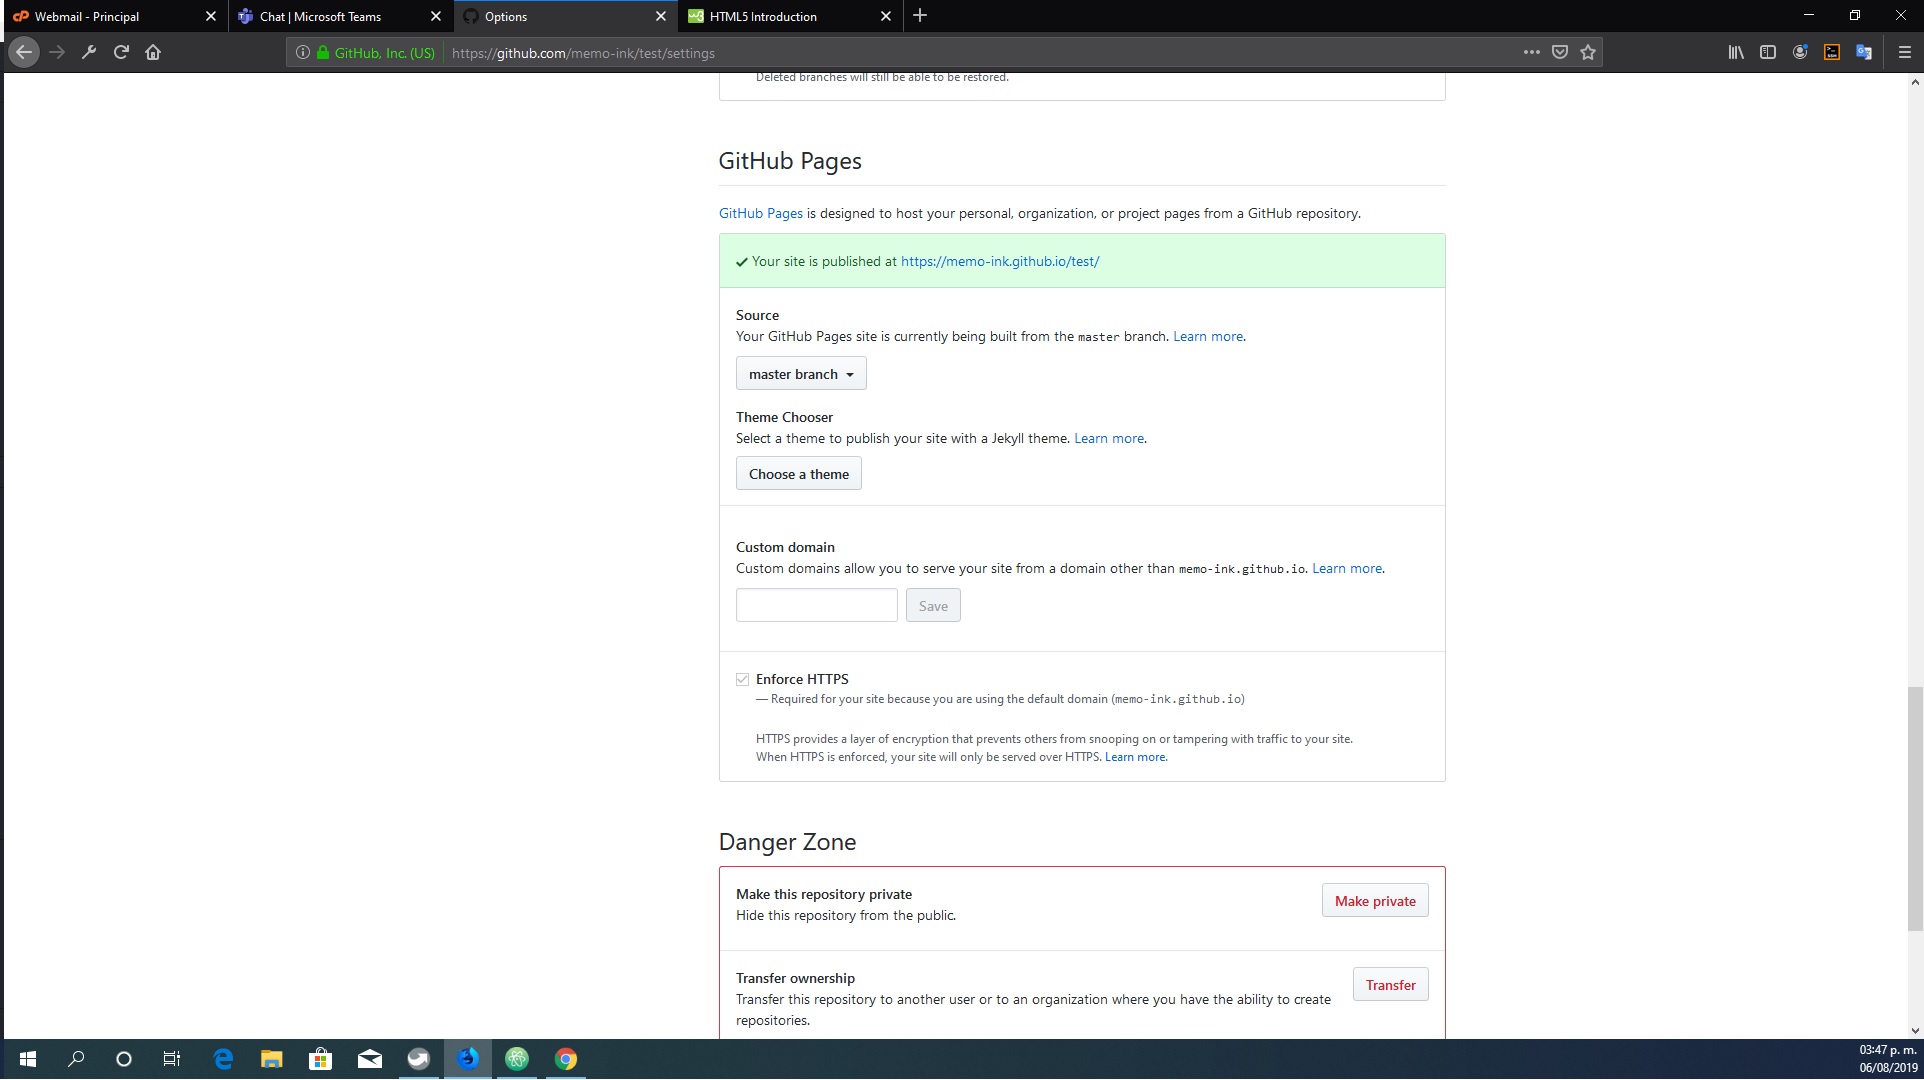 Webmail - Principal
Chat | Microsoft Teams
Options
HTML5 Introduction
GitHub, Inc. (US)
https://github.com/memo-ink/test/settings
Deleted branches will still be able to be restored.
GitHub Pages
GitHub Pages is designed to host your personal, organization, or project pages from a GitHub repository.
Your site is published at https://memo-ink.github.io/test/
Source
Your GitHub Pages site is currently being built from the master branch. Learn more.
master branch
Theme Chooser
Select a theme to publish your site with a Jekyll theme. Learn more.
Choose a theme
Custom domain
Custom domains allow you to serve your site from a domain other than memo-ink.github.io. Learn more.
Save
Enforce HTTPS
— Required for your site because you are using the default domain (memo-ink.github.io)
HTTPS provides a layer of encryption that prevents others from snooping on or tampering with traffic to your site.
When HTTPS is enforced, your site will only be served over HTTPS. Learn more.
Danger Zone
Make this repository private
Hide this repository from the public.
Make private
Transfer ownership
Transfer this repository to another user or to an organization where you have the ability to create
repositories.
Transfer
03:47 p. m.
06/08/2019